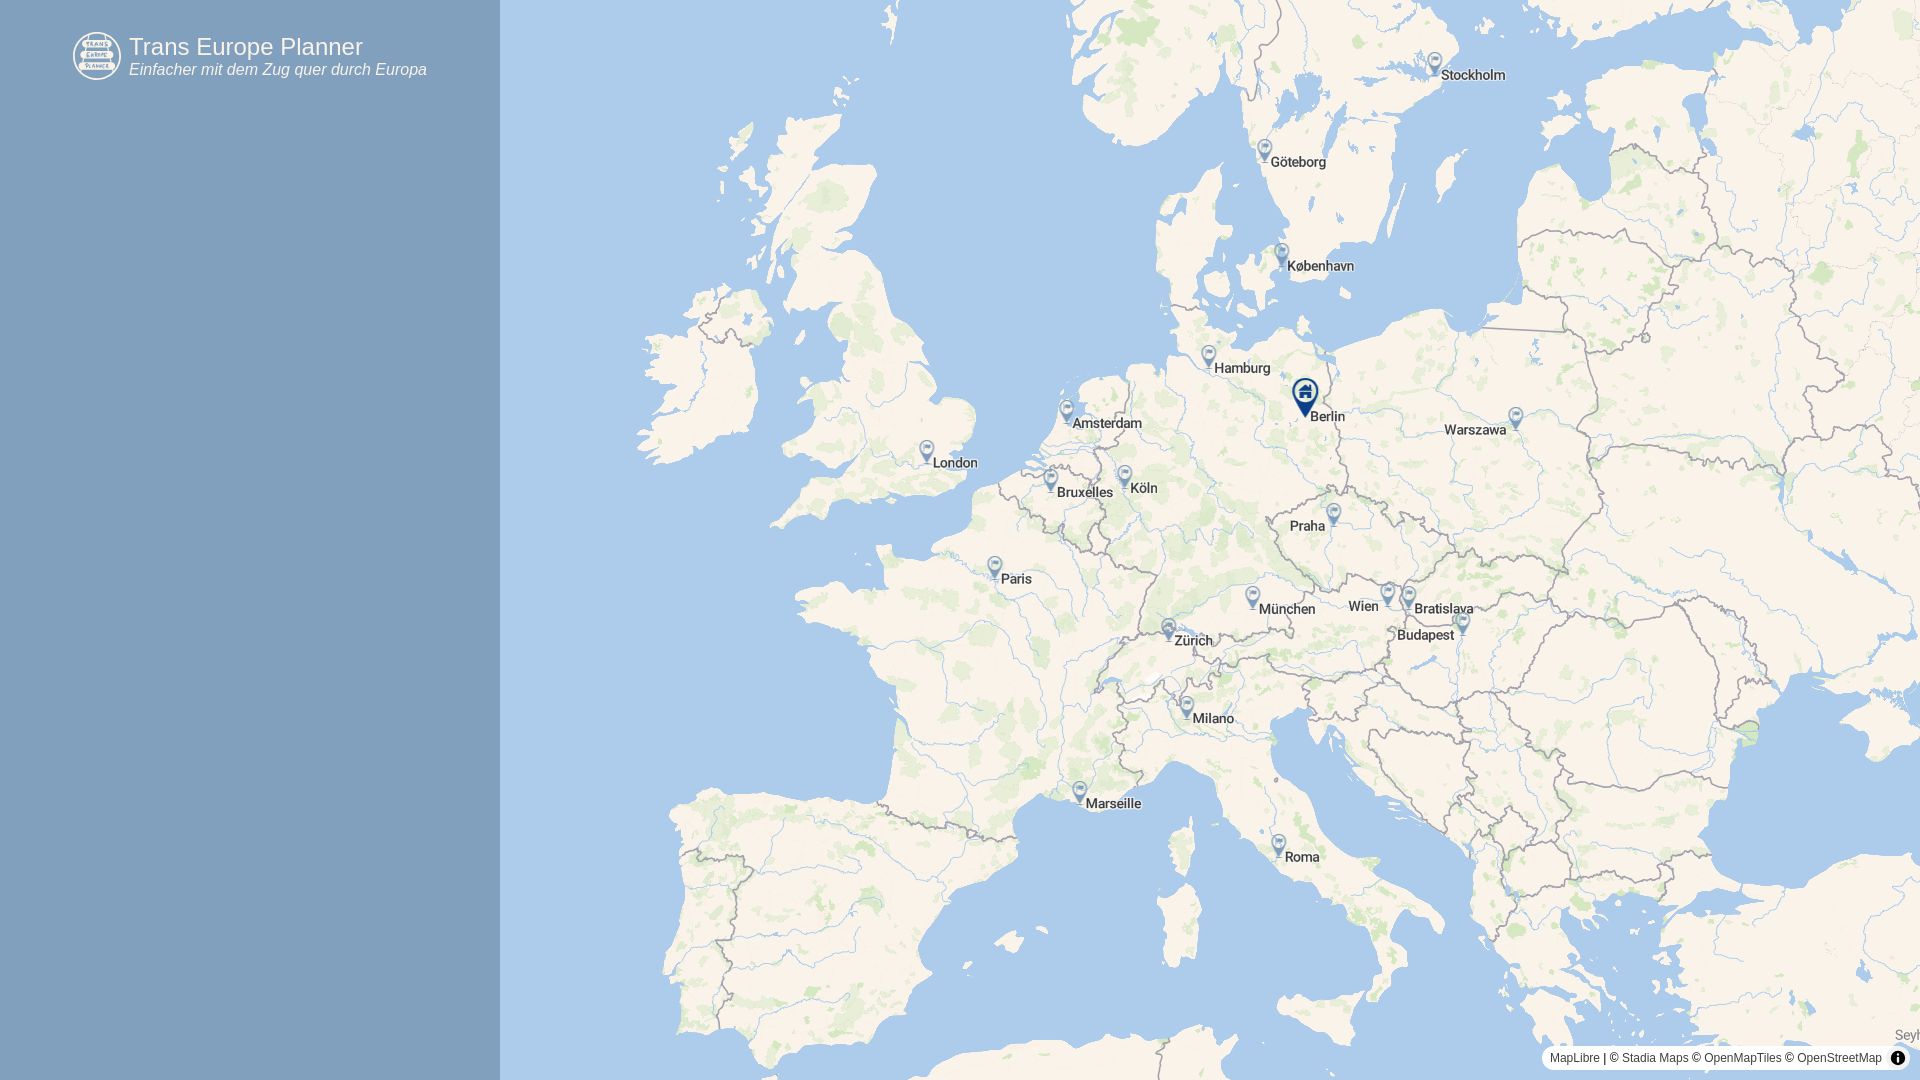 TRANS
EUROPE
PLANNER
Trans Europe Planner
Einfacher mit dem Zug quer durch Europa
Stockholm
Göteborg
København
Hamburg
Berlin
Amsterdam
Warszawa
London
Bruxelles
Köln
Praha
Paris
München
Wien
Bratislava
Budapest
Zürich
Milano
Marseille
Roma
Seyh
MapLibre | © Stadia Maps © OpenMapTiles © OpenStreetMap